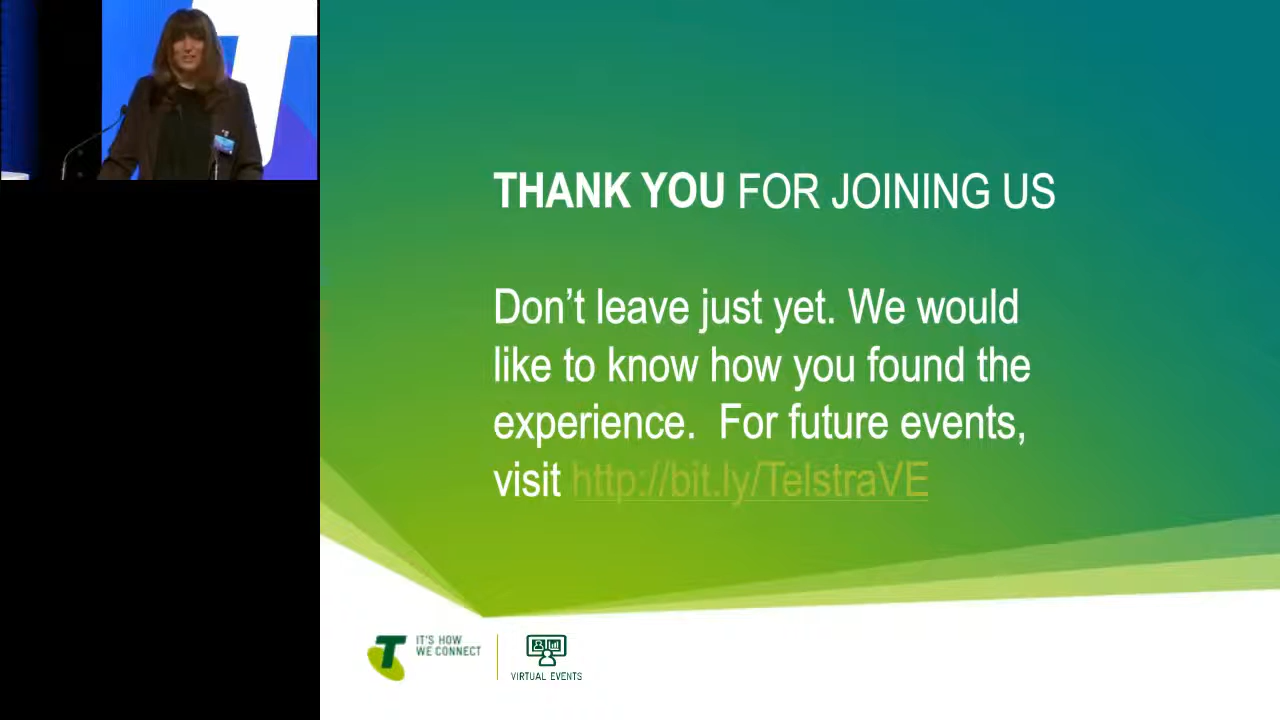 THANK YOU FOR JOINING US
Don’t leave just yet. We would
like to know how you found the
experience.  For future events,
visit http://bit.ly/TelstraVE
IT'S HOW
WE CONNECT
VIRTUAL EVENTS